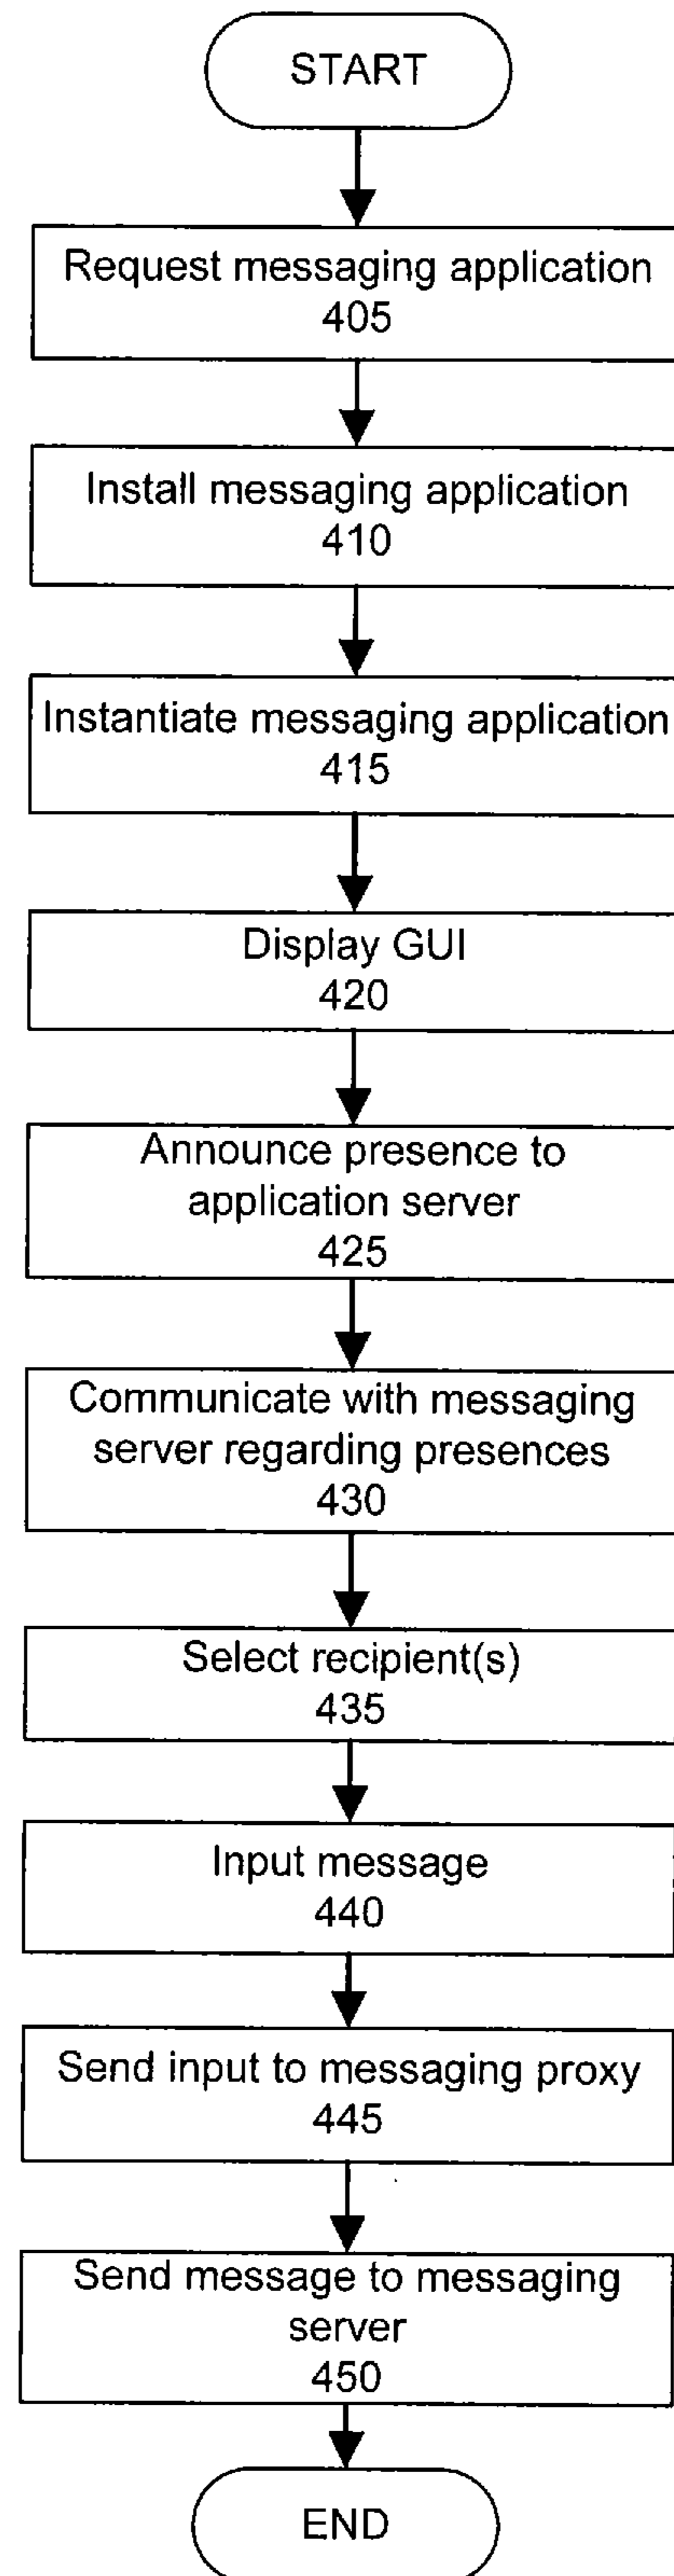 START
Request messaging application
405
Install messaging application
410
Instantiate messaging application
415
Display GUI
420
Announce presence to
application server
425
Communicate with messaging
server regarding presences
430
Select recipient(s)
435
Input message
440
Send input to messaging proxy
445
Send message to messaging
server
450
END